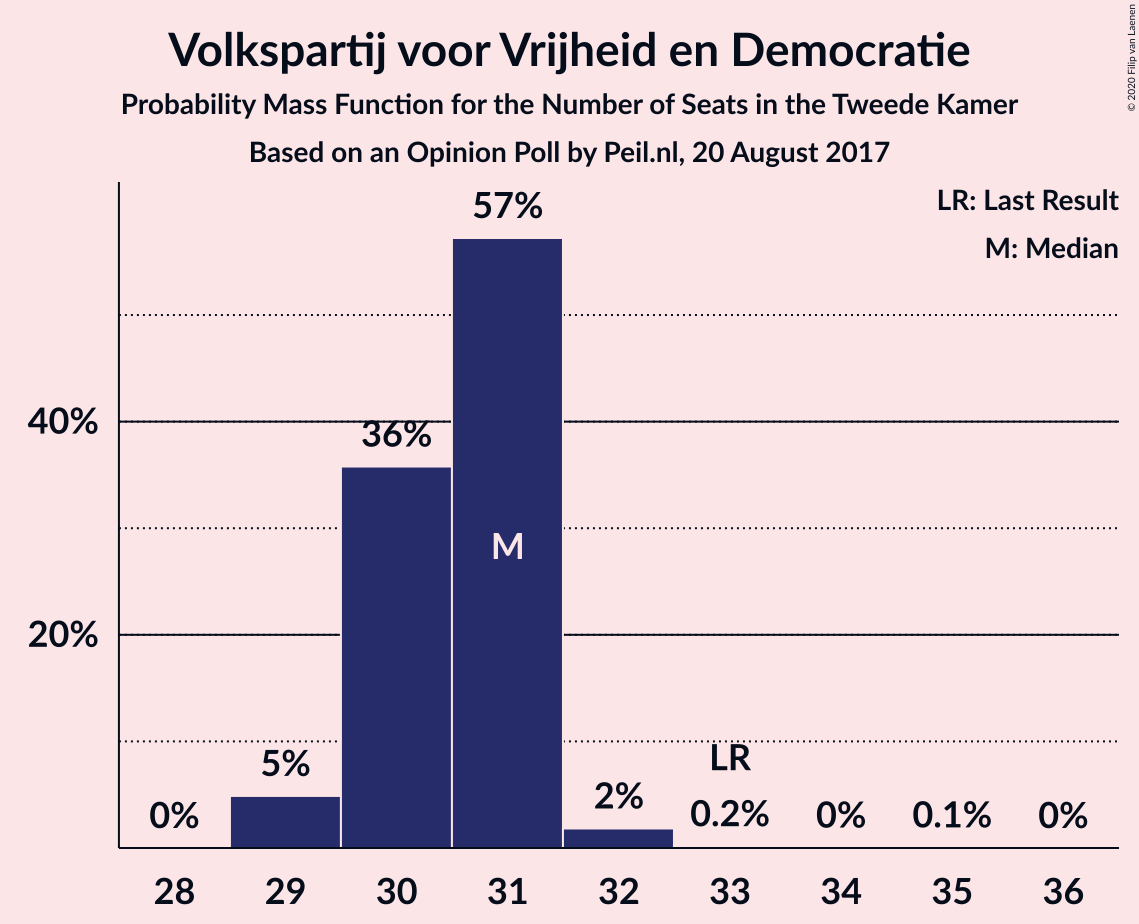 Volkspartij voor Vrijheid en Democratie
Probability Mass Function for the Number of Seats in the Tweede Kamer
Based on an Opinion Poll by Peil.nl, 20 August 2017
© 2020 Filip van Laenen
LR: Last Result
M: Median
57%
40%
36%
M
20%
LR
0%
5%
2%
0.2%
0%
0.1%
0%
28 29 30 31 32 33 34 35 36